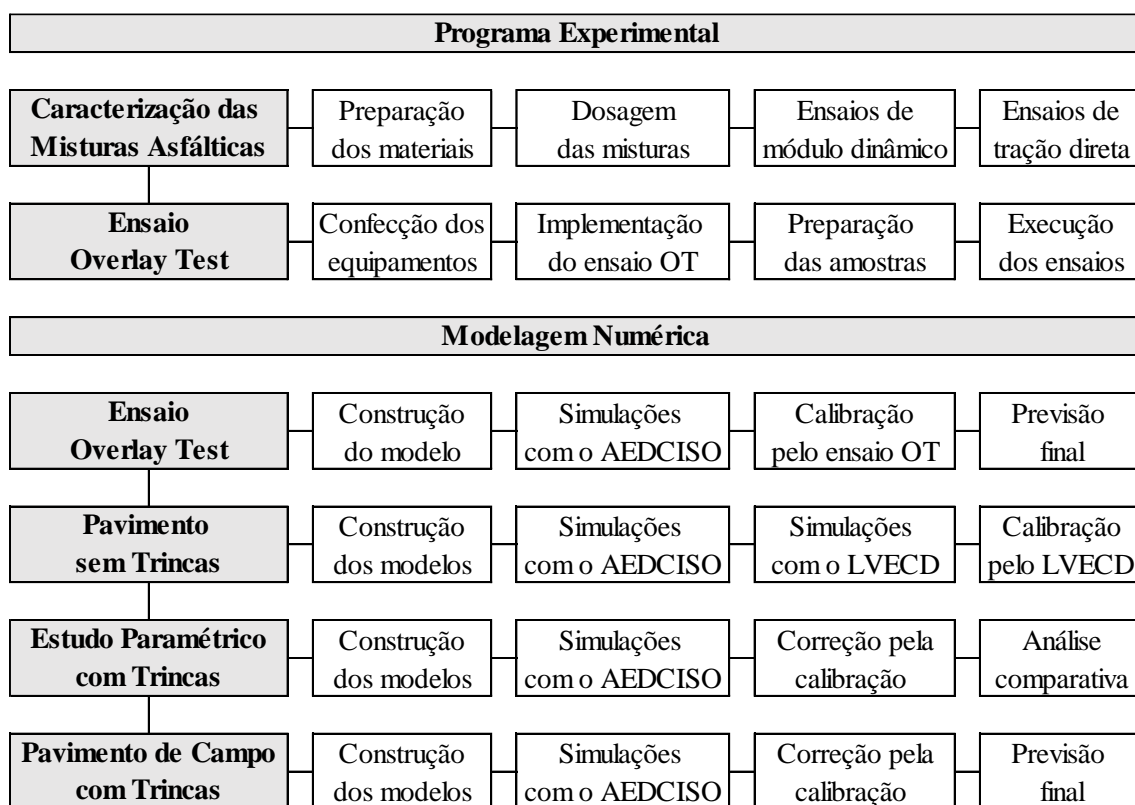 Programa Experimental
Caracterização das
Misturas Asfálticas
Preparação
dos materiais
Dosagem
das misturas
Ensaios de
módulo dinâmico
Ensaios de
tração direta
Ensaio
Overlay Test
Confecção dos
equipamentos
Implementação
do ensaio OT
Preparação
das amostras
Execução
dos ensaios
Modelagem Numérica
Ensaio
Overlay Test
Construção
do modelo
Simulações
com o AEDCISO
Calibração
pelo ensaio OT
Previsão
final
Pavimento
sem Trincas
Construção
dos modelos
Simulações
com o AEDCISO
Simulações
com o LVECD
Calibração
pelo LVECD
Estudo Paramétrico
com Trincas
Construção
dos modelos
Simulações
com o AEDCISO
Correção pela
calibração
Análise
comparativa
Pavimento de Campo
com Trincas
Construção
dos modelos
Simulações
com o AEDCISO
Correção pela
calibração
Previsão
final